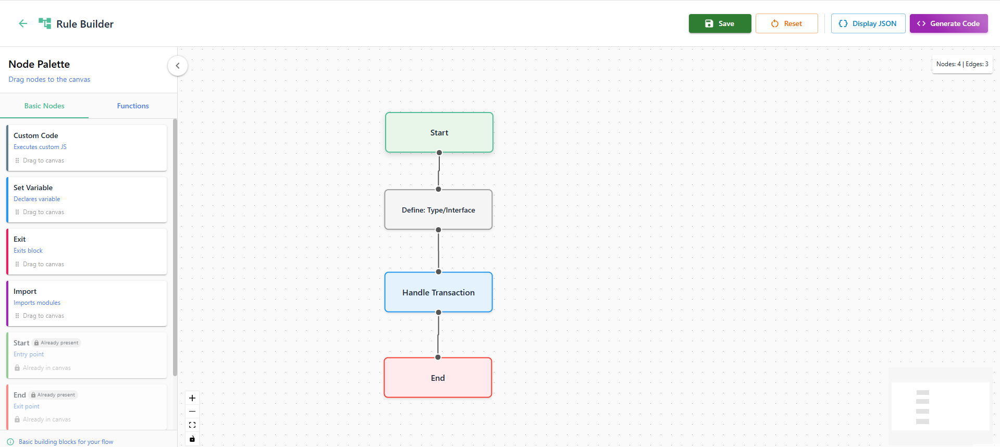 Rule Builder
Save
Reset
Display JSON
Generate Code
Node Palette
Drag nodes to the canvas
Basic Nodes
Functions
Custom Code
Executes custom JS
Drag to canvas
Set Variable
Declares variable
Drag to canvas
Exit
Exits block
Drag to canvas
Import
Imports modules
Drag to canvas
Start Already present
Entry point
Already in canvas
End Already present
Exit point
Already in canvas
Basic building blocks for your flow
Nodes: 4 | Edges: 3
Start
Define: Type/Interface
Handle Transaction
End